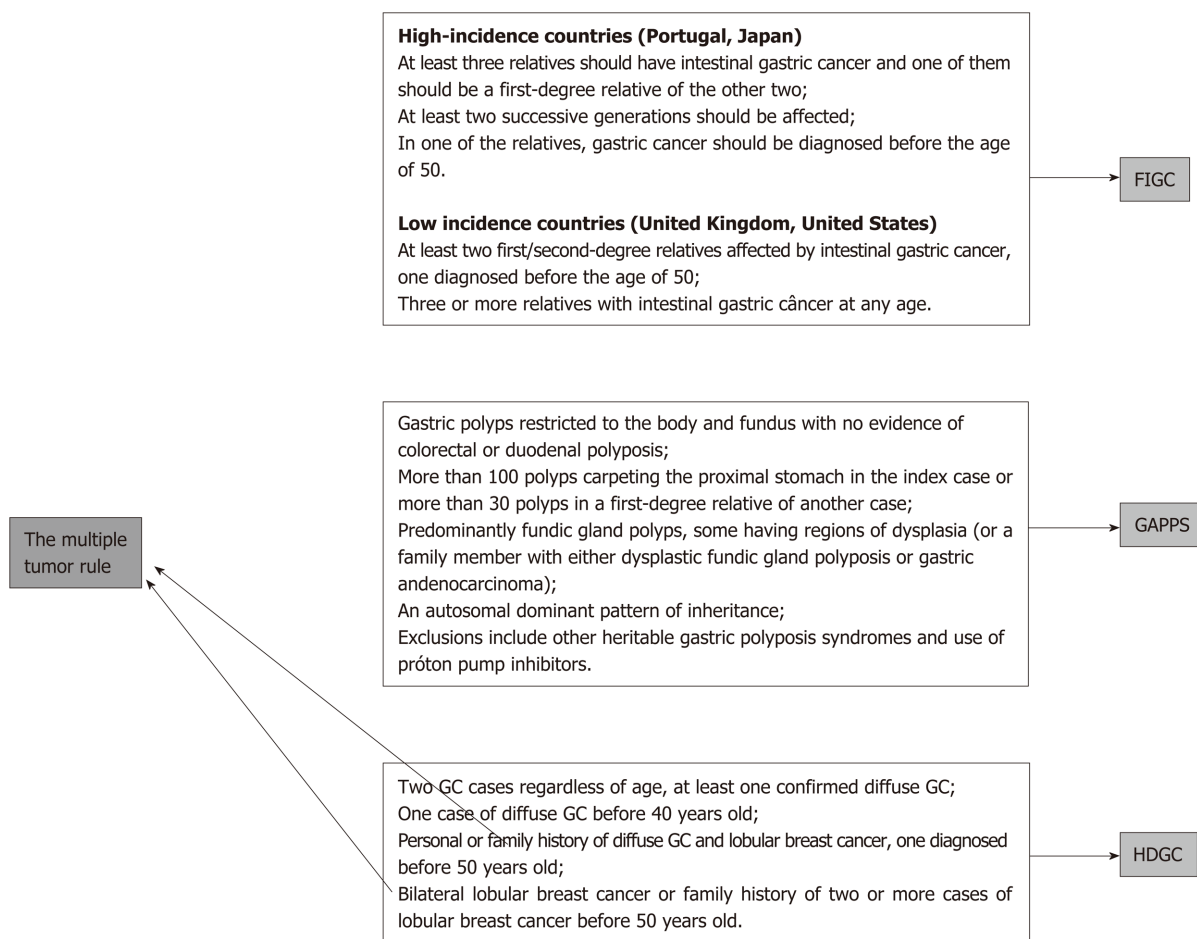 High-incidence countries (Portugal, Japan)
At least three relatives should have intestinal gastric cancer and one of them
should be a first-degree relative of the other two;
At least two successive generations should be affected;
In one of the relatives, gastric cancer should be diagnosed before the age
of 50.
Low incidence countries (United Kingdom, United States)
At least two first/second-degree relatives affected by intestinal gastric cancer,
one diagnosed before the age of 50;
Three or more relatives with intestinal gastric câncer at any age.
FIGC
Gastric polyps restricted to the body and fundus with no evidence of
colorectal or duodenal polyposis;
More than 100 polyps carpeting the proximal stomach in the index case or
more than 30 polyps in a first-degree relative of another case;
Predominantly fundic gland polyps, some having regions of dysplasia (or a
family member with either dysplastic fundic gland polyposis or gastric
andenocarcinoma);
An autosomal dominant pattern of inheritance;
Exclusions include other heritable gastric polyposis syndromes and use of
próton pump inhibitors.
GAPPS
The multiple
tumor rule
Two GC cases regardless of age, at least one confirmed diffuse GC;
One case of diffuse GC before 40 years old;
Personal or family history of diffuse GC and lobular breast cancer, one diagnosed
before 50 years old;
Bilateral lobular breast cancer or family history of two or more cases of
lobular breast cancer before 50 years old.
HDGC